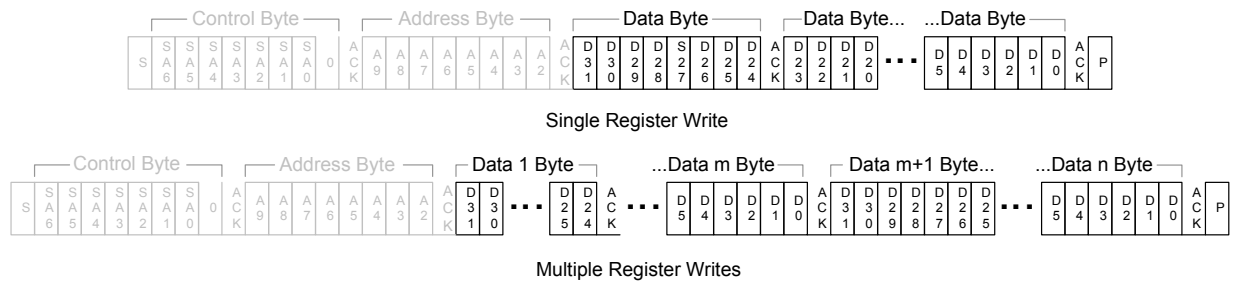 Control Byte Address Byte Data Byte Data Byte... ...Data Byte
S SA6 SA5 SA4 SA3 SA2 SA1 SA0 0 ACK A9 A8 A7 A6 A5 A4 A3 A2 ACK D31 D30 D29 D28 S27 D26 D25 D24 ACK D23 D22 D21 D20 ... D5 D4 D3 D2 D1 D0 ACK P
Single Register Write
Control Byte Address Byte Data 1 Byte ...Data m Byte Data m+1 Byte... ...Data n Byte
S SA6 SA5 SA4 SA3 SA2 SA1 SA0 0 ACK A9 A8 A7 A6 A5 A4 A3 A2 ACK D31 D30 ... D25 D24 ACK ... D5 D4 D3 D2 D1 D0 ACK D31 D30 D29 D28 D27 D26 D25 ... D5 D4 D3 D2 D1 D0 ACK P
Multiple Register Writes